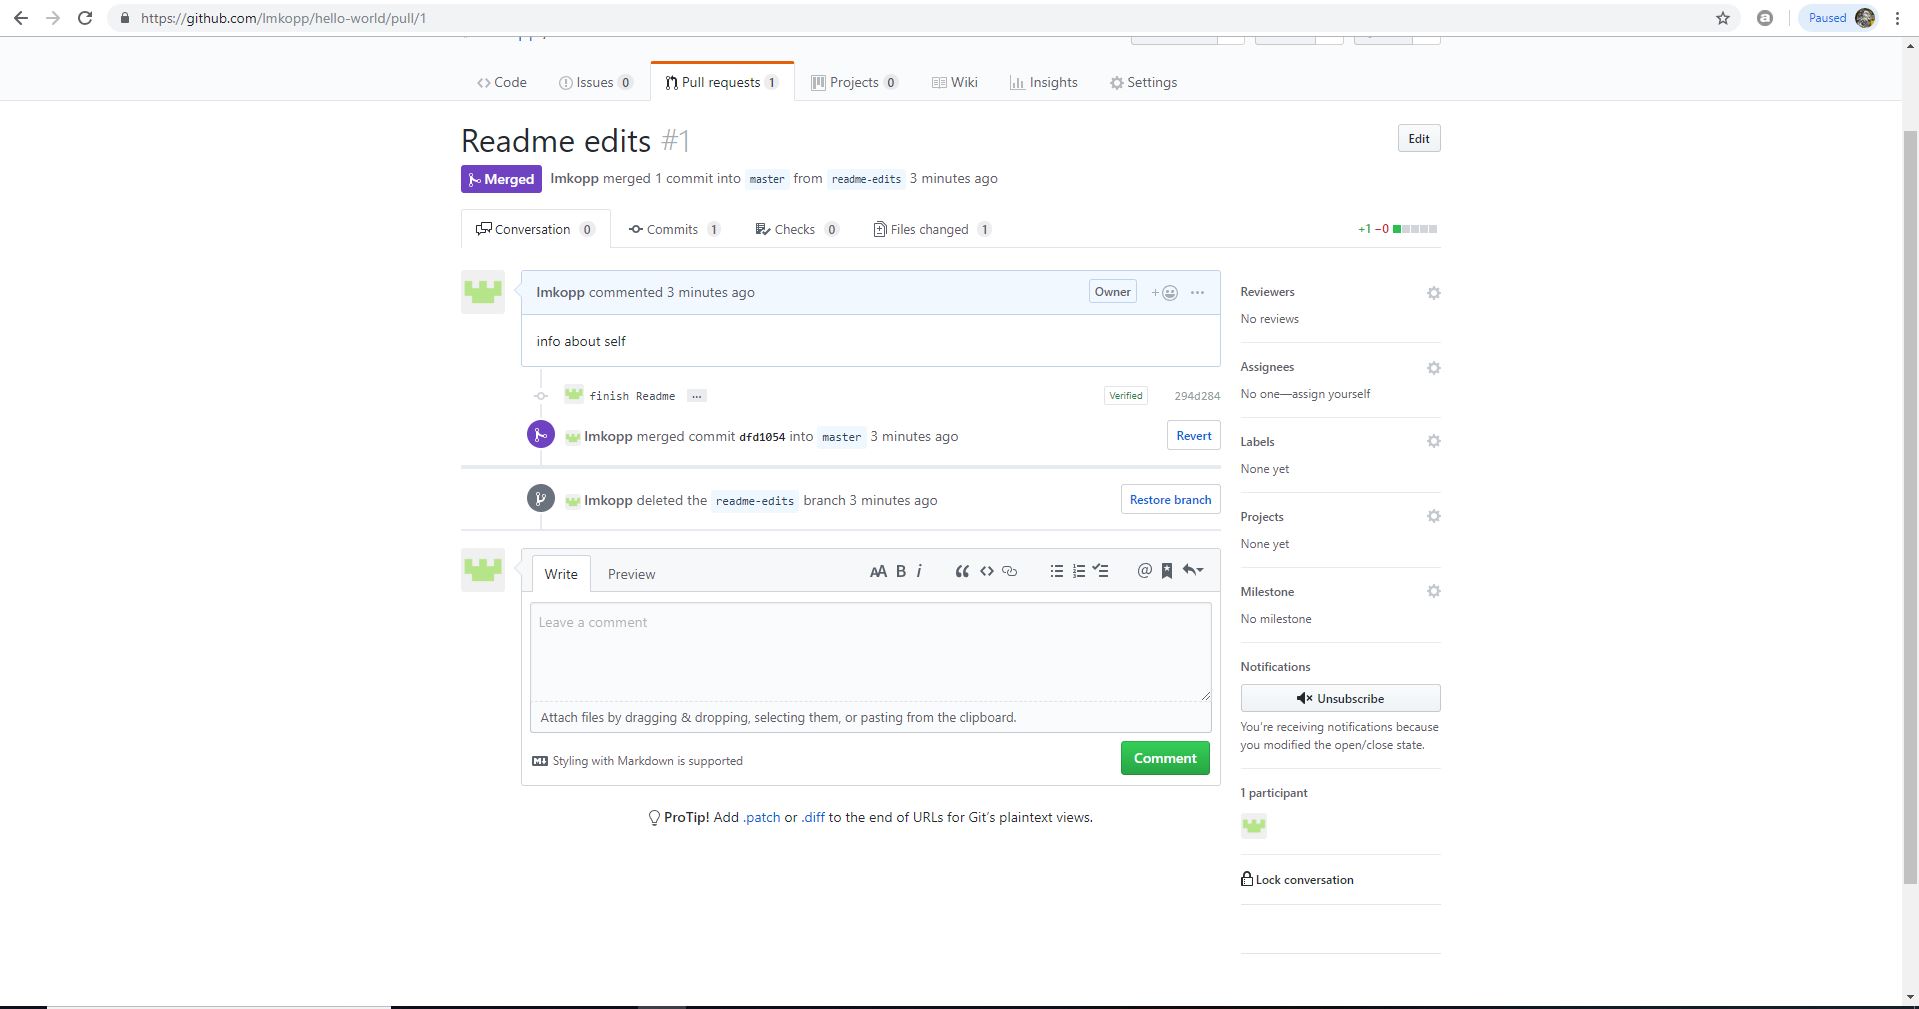 https://github.com/lmkopp/hello-world/pull/1
Paused
Code Issues 0 Pull requests 1 Projects 0 Wiki Insights Settings
Readme edits #1
Edit
Merged lmkopp merged 1 commit into master from readme-edits 3 minutes ago
Conversation 0 Commits 1 Checks 0 Files changed 1 +1 −0
lmkopp commented 3 minutes ago Owner + ...
info about self
finish Readme ... Verified 294d284
lmkopp merged commit dfd1054 into master 3 minutes ago Revert
lmkopp deleted the readme-edits branch 3 minutes ago Restore branch
Write Preview AA B i
Leave a comment
Attach files by dragging & dropping, selecting them, or pasting from the clipboard.
Styling with Markdown is supported
Comment
ProTip! Add .patch or .diff to the end of URLs for Git's plaintext views.
Reviewers
No reviews
Assignees
No one—assign yourself
Labels
None yet
Projects
None yet
Milestone
No milestone
Notifications
Unsubscribe
You're receiving notifications because
you modified the open/close state.
1 participant
Lock conversation